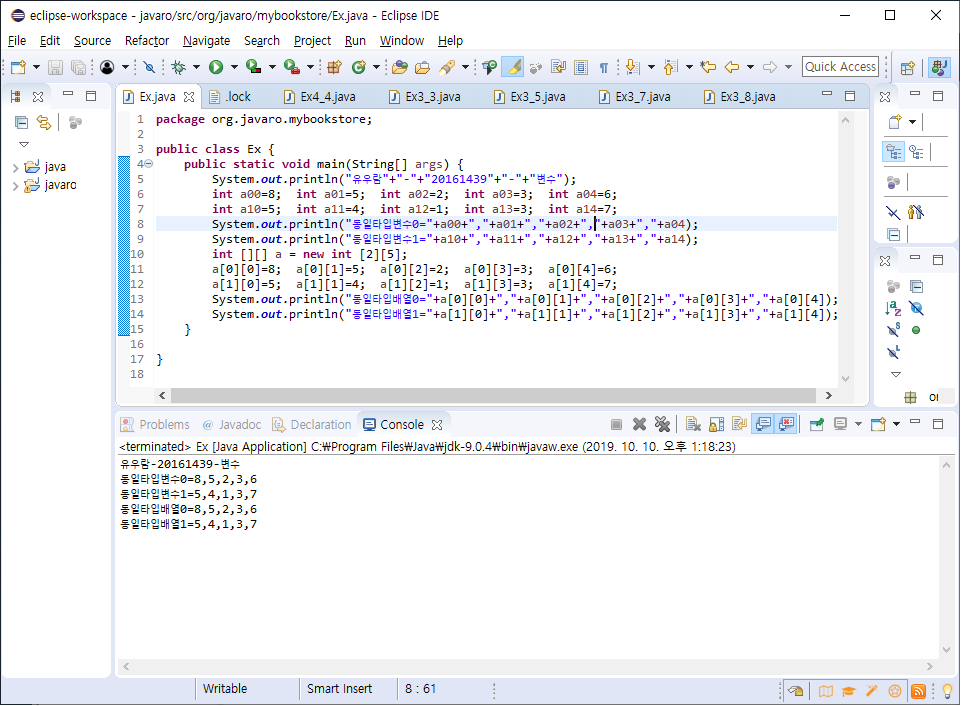 eclipse-workspace - javaro/src/org/javaro/mybookstore/Ex.java - Eclipse IDE
File Edit Source Refactor Navigate Search Project Run Window Help
Quick Access
Ex.java .lock Ex4_4.java Ex3_3.java Ex3_5.java Ex3_7.java Ex3_8.java
java
javaro
1 package org.javaro.mybookstore;
2
3 public class Ex {
4 public static void main(String[] args) {
5 System.out.println("유우람"+"-"+"20161439"+"-"+"변수");
6 int a00=8; int a01=5; int a02=2; int a03=3; int a04=6;
7 int a10=5; int a11=4; int a12=1; int a13=3; int a14=7;
8 System.out.println("동일타입변수0="+a00+","+a01+","+a02+","+a03+","+a04);
9 System.out.println("동일타입변수1="+a10+","+a11+","+a12+","+a13+","+a14);
10 int [][] a = new int [2][5];
11 a[0][0]=8; a[0][1]=5; a[0][2]=2; a[0][3]=3; a[0][4]=6;
12 a[1][0]=5; a[1][1]=4; a[1][2]=1; a[1][3]=3; a[1][4]=7;
13 System.out.println("동일타입배열0="+a[0][0]+","+a[0][1]+","+a[0][2]+","+a[0][3]+","+a[0][4]);
14 System.out.println("동일타입배열1="+a[1][0]+","+a[1][1]+","+a[1][2]+","+a[1][3]+","+a[1][4]);
15 }
16
17 }
18
Problems Javadoc Declaration Console
<terminated> Ex [Java Application] C:₩Program Files₩Java₩jdk-9.0.4₩bin₩javaw.exe (2019. 10. 10. 오후 1:18:23)
유우람-20161439-변수
동일타입변수0=8,5,2,3,6
동일타입변수1=5,4,1,3,7
동일타입배열0=8,5,2,3,6
동일타입배열1=5,4,1,3,7
Writable Smart Insert 8 : 61